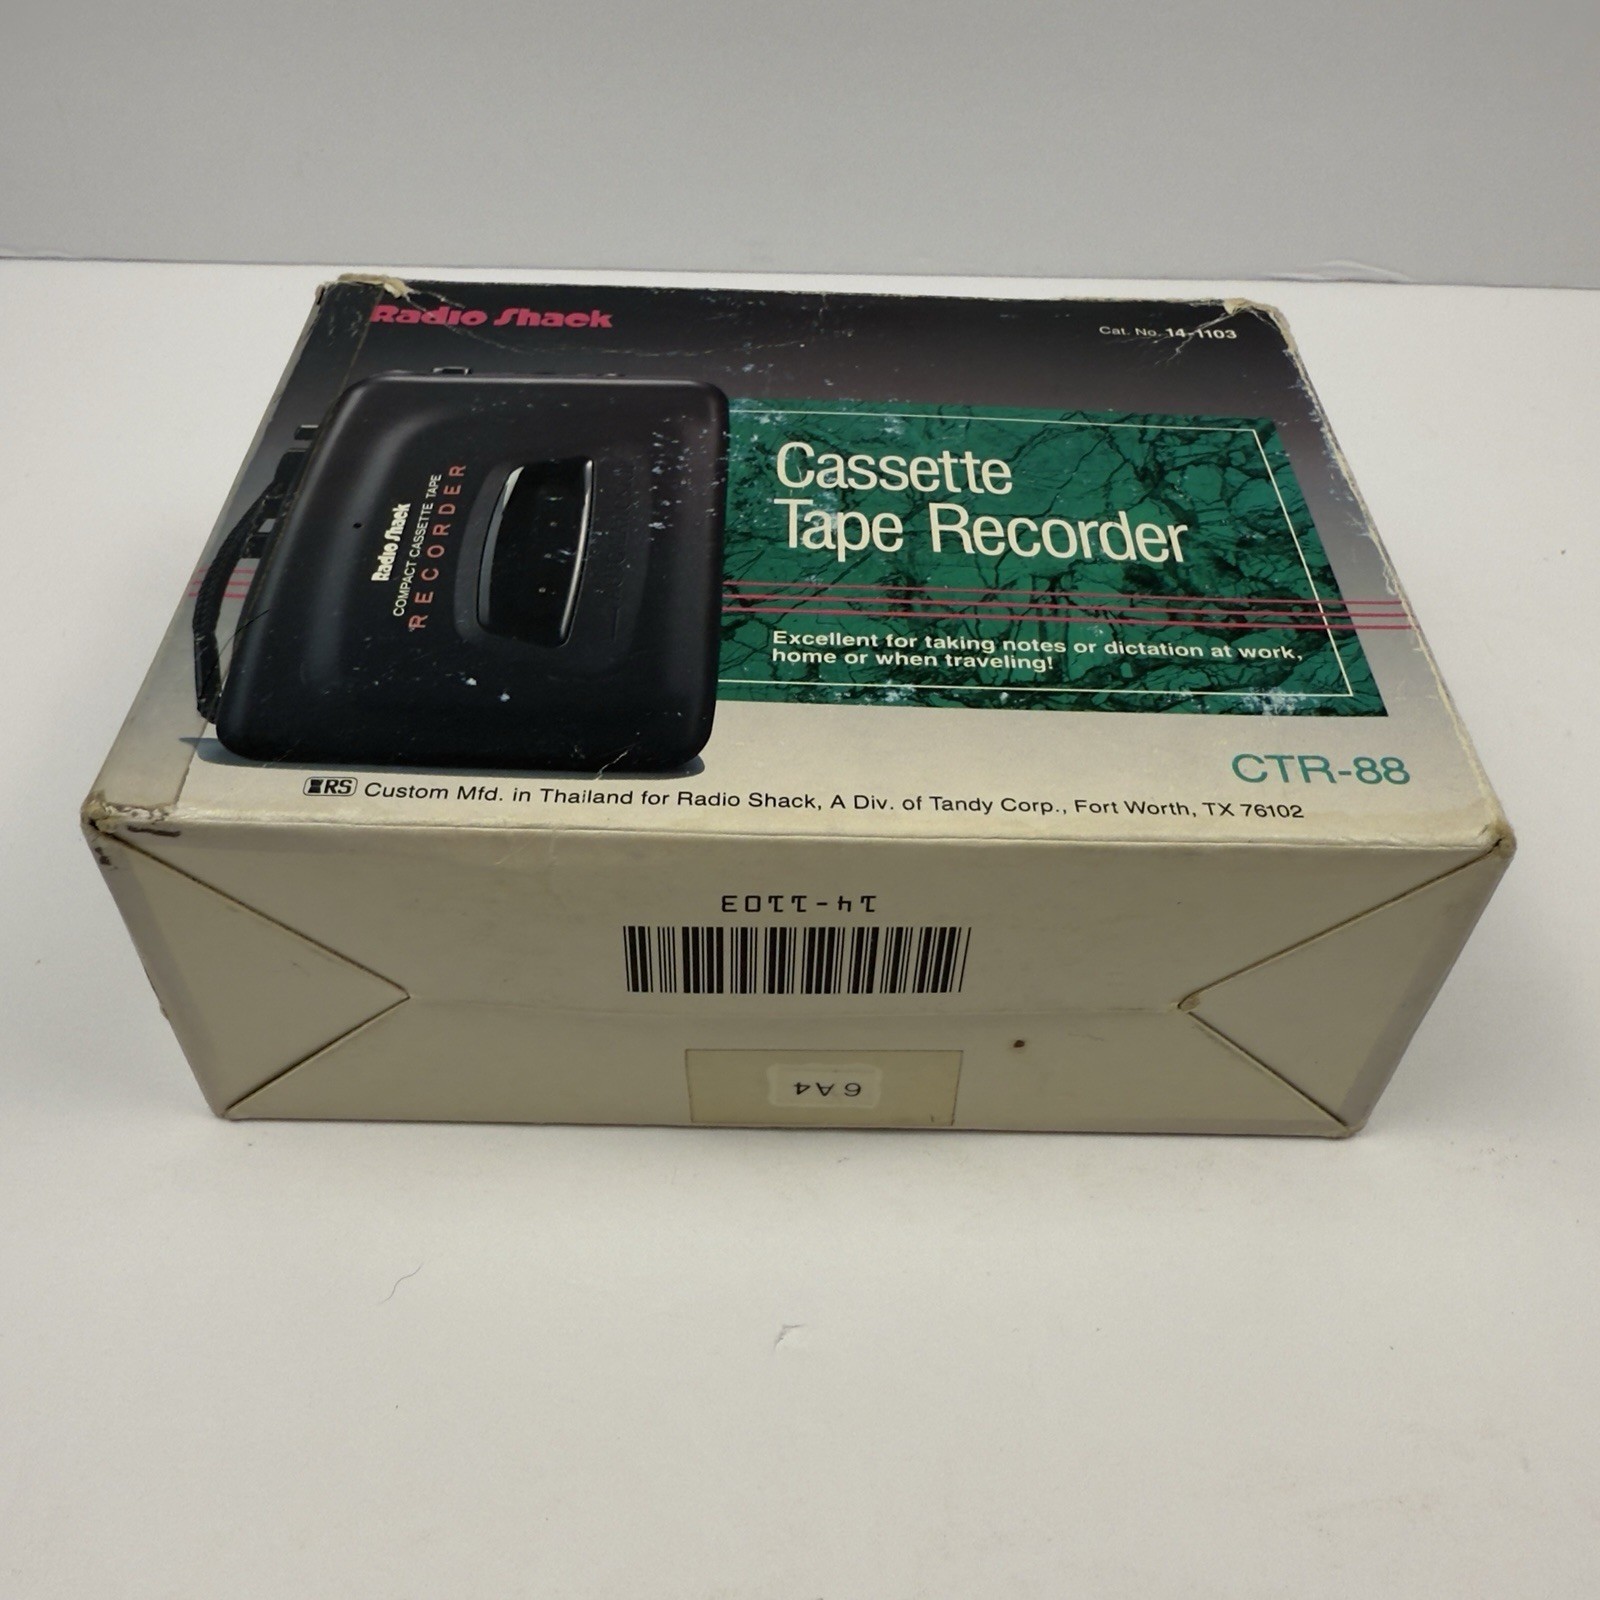 Radio Shack
Cat. No. 14-1103
Radio Shack
COMPACT CASSETTE TAPE
RECORDER
Cassette
Tape Recorder
Excellent for taking notes or dictation at work,
home or when traveling!
CTR-88
RS Custom Mfd. in Thailand for Radio Shack, A Div. of Tandy Corp., Fort Worth, TX 76102
14-1103
6A4